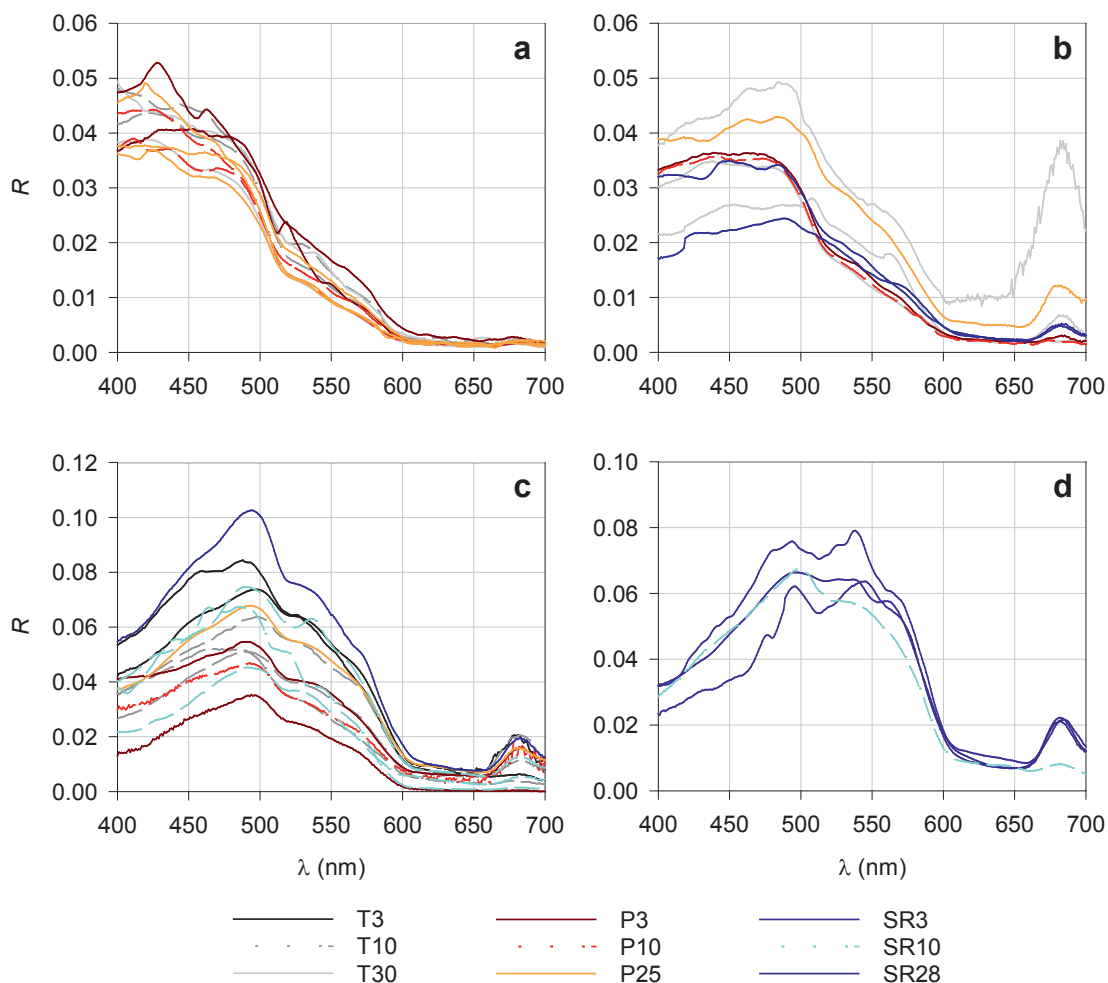 0.06 a 0.06 b
0.05 0.05
0.04 0.04
R 0.03 0.03
0.02 0.02
0.01 0.01
0.00 0.00
400 450 500 550 600 650 700 400 450 500 550 600 650 700
0.12 c 0.10 d
0.10 0.08
0.08
R 0.06 0.06
0.04 0.04
0.02 0.02
0.00 0.00
400 450 500 550 600 650 700 400 450 500 550 600 650 700
λ (nm) λ (nm)
T3 P3 SR3
T10 P10 SR10
T30 P25 SR28